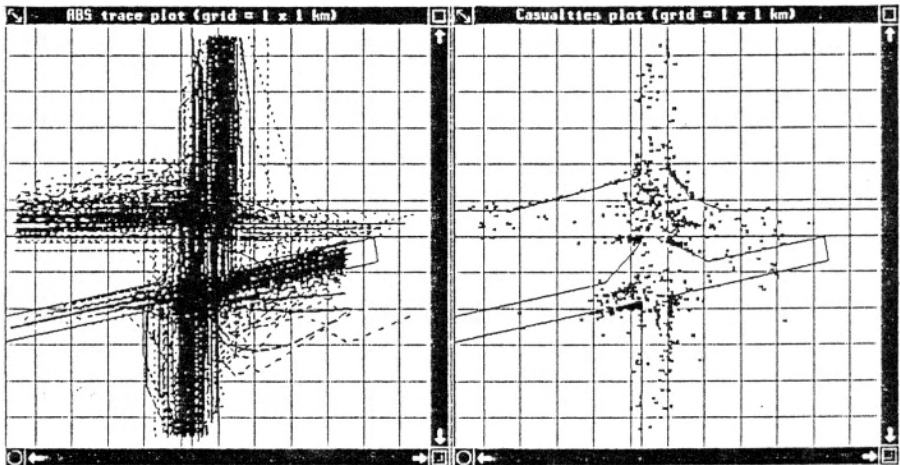 ABS trace plot (grid = 1 x 1 km)
Casualties plot (grid = 1 x 1 km)